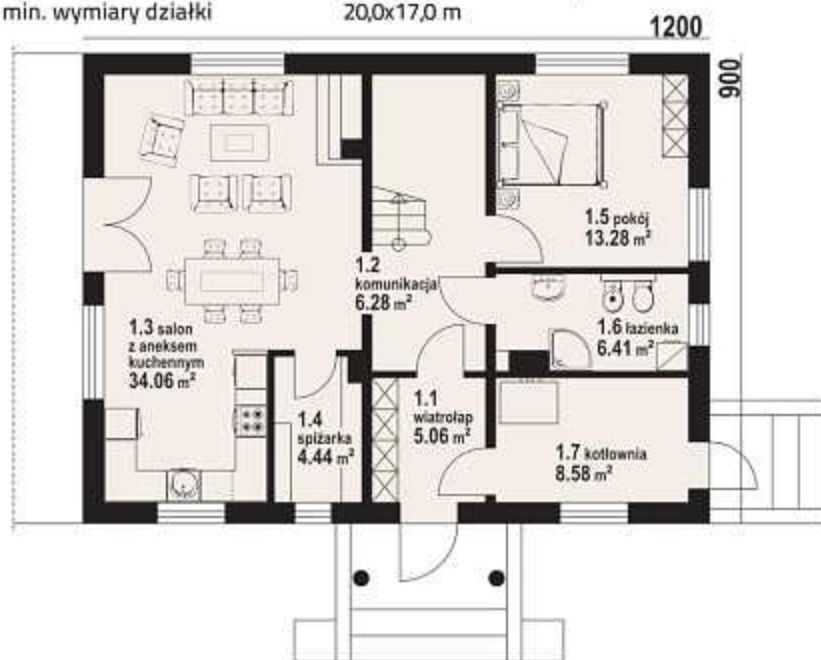 min. wymiary działki 20,0x17,0 m
1200
900
1.5 pokój
13.28 m²
1.2
komunikacja
6.28 m²
1.3 salon
z aneksem
kuchennym
34.06 m²
1.6 łazienka
6.41 m²
1.4
spiżarka
4.44 m²
1.1
wiatrołap
5.06 m²
1.7 kotłownia
8.58 m²